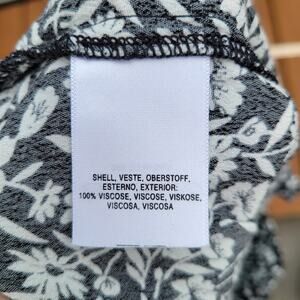 SHELL, VESTE, OBERSTOFF,
ESTERNO, EXTERIOR:
100% VISCOSE, VISCOSE, VISKOSE,
VISCOSA, VISCOSA